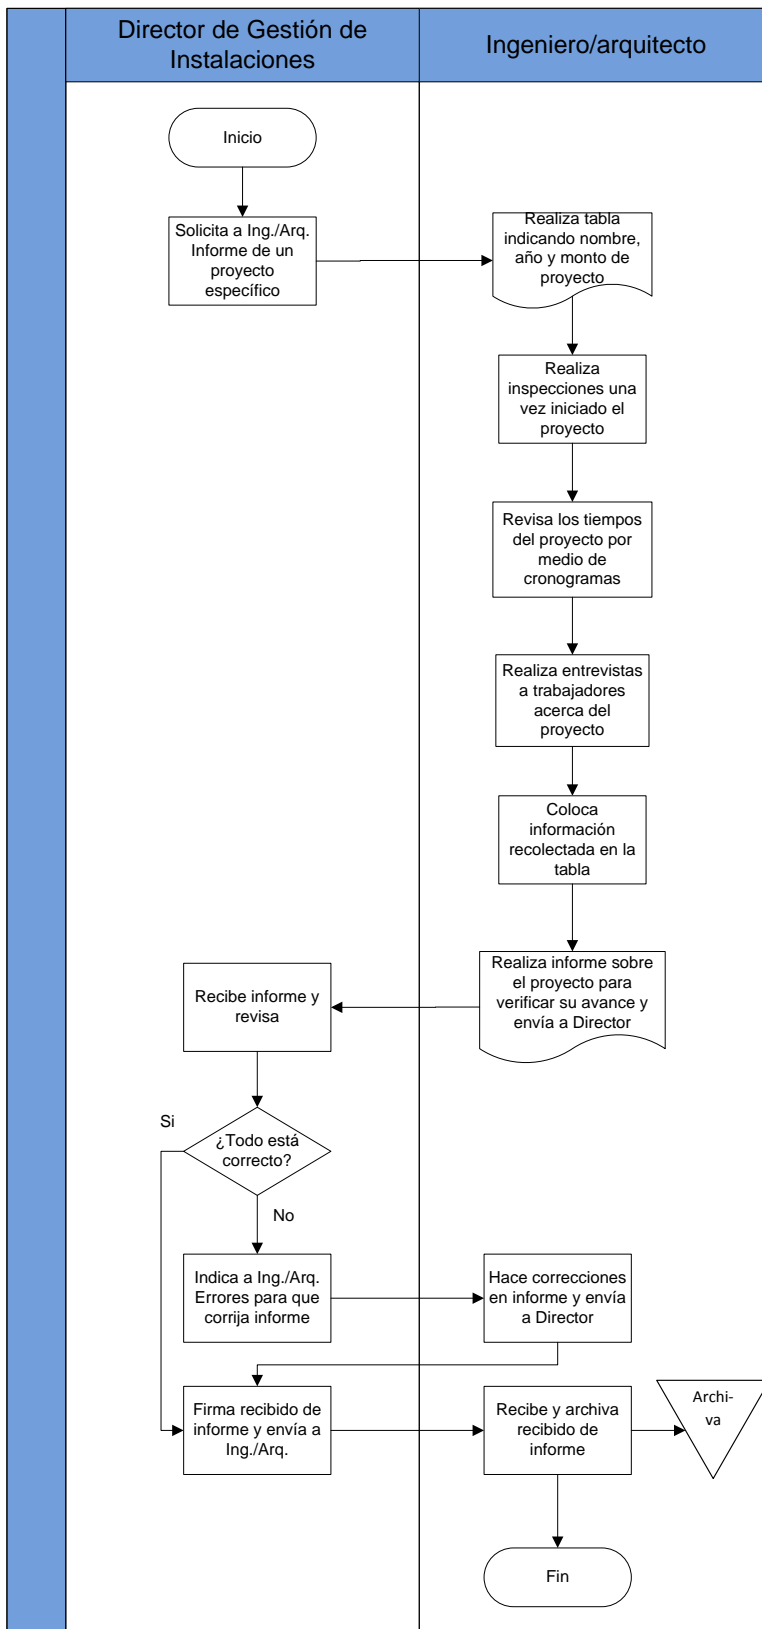 Director de Gestión de
Instalaciones
Ingeniero/arquitecto
Inicio
Solicita a Ing./Arq.
Informe de un
proyecto
específico
Realiza tabla
indicando nombre,
año y monto de
proyecto
Realiza
inspecciones una
vez iniciado el
proyecto
Revisa los tiempos
del proyecto por
medio de
cronogramas
Realiza entrevistas
a trabajadores
acerca del
proyecto
Coloca
información
recolectada en la
tabla
Realiza informe sobre
el proyecto para
verificar su avance y
envía a Director
Recibe informe y
revisa
Si
¿Todo está
correcto?
No
Indica a Ing./Arq.
Errores para que
corrija informe
Hace correcciones
en informe y envía
a Director
Firma recibido de
informe y envía a
Ing./Arq.
Recibe y archiva
recibido de
informe
Archi-
va
Fin